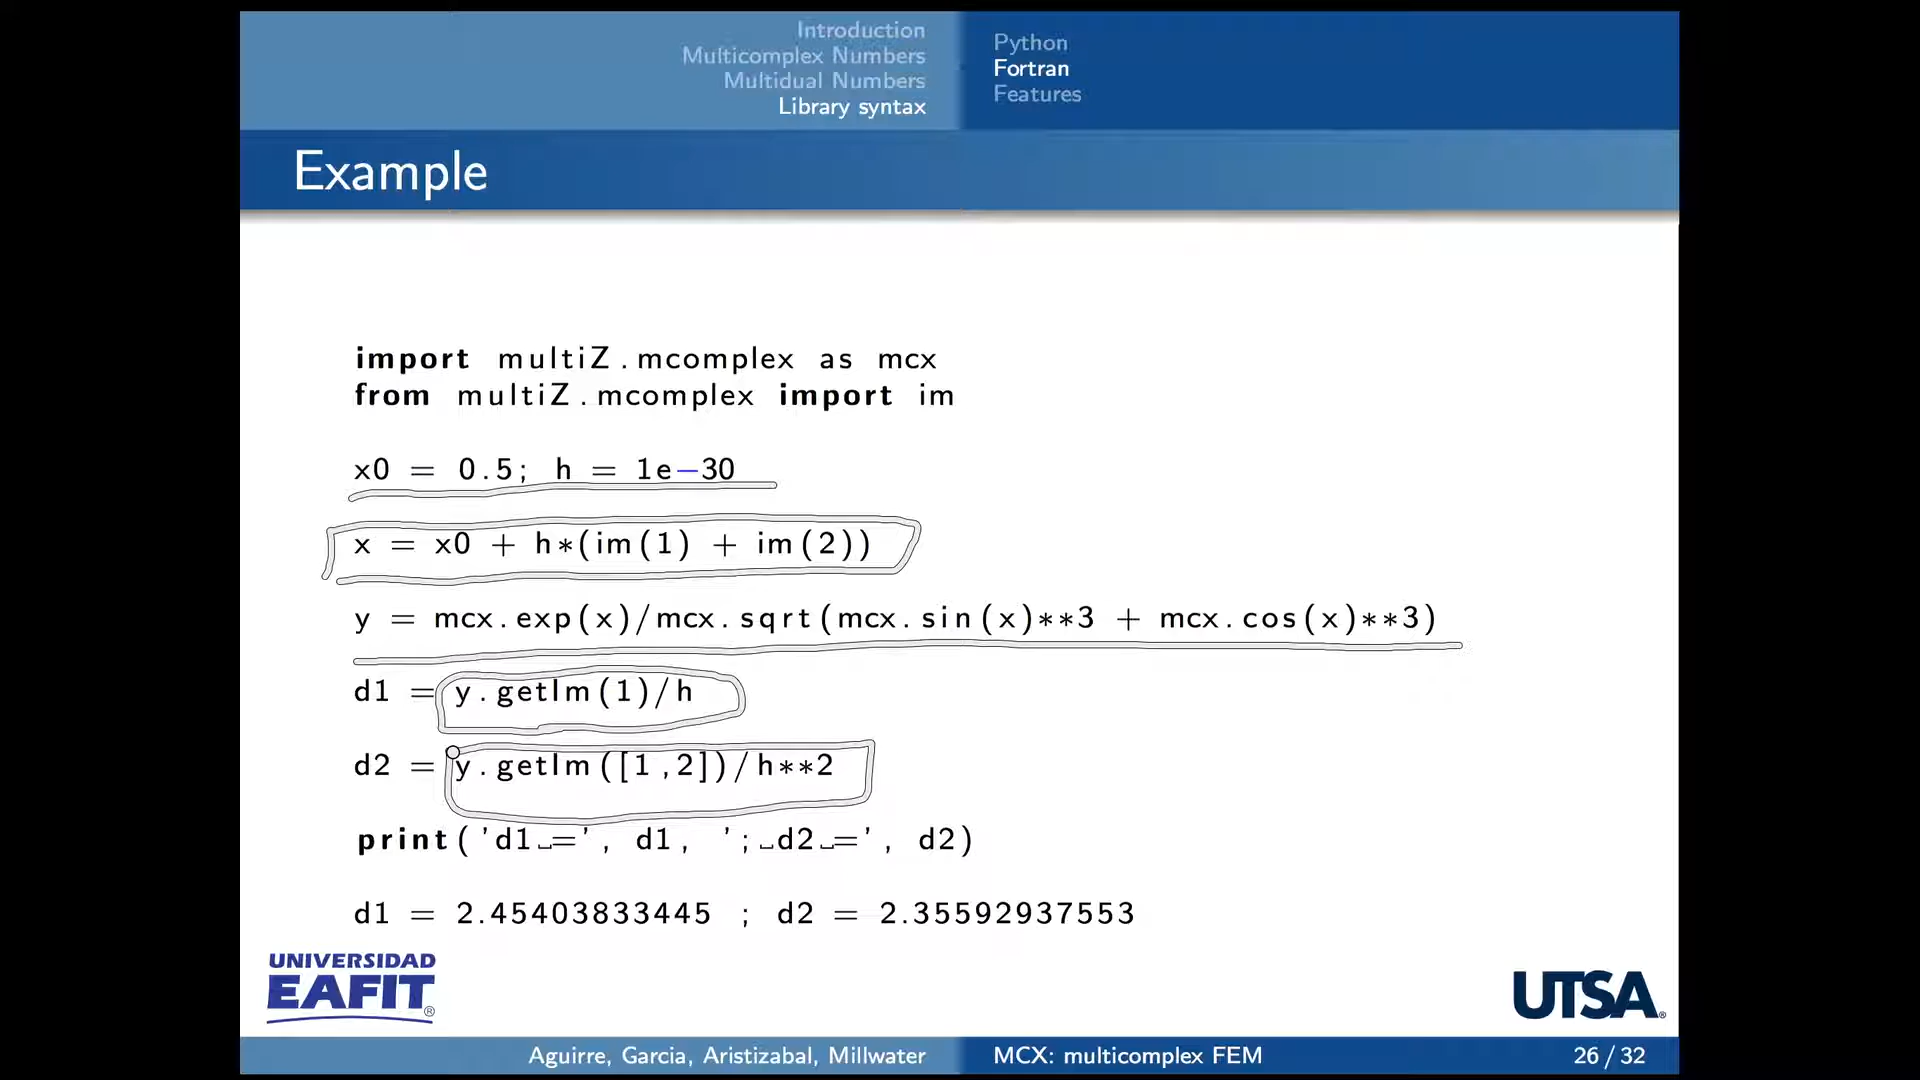 Introduction
Multicomplex Numbers
Multidual Numbers
Library syntax
Python
Fortran
Features
Example
import multiZ.mcomplex as mcx
from multiZ.mcomplex import im
x0 = 0.5; h = 1e−30
x = x0 + h*(im(1) + im(2))
y = mcx.exp(x)/mcx.sqrt(mcx.sin(x)**3 + mcx.cos(x)**3)
d1 = y.getIm(1)/h
d2 = y.getIm([1,2])/h**2
print('d1␣=', d1, ';␣d2␣=', d2)
d1 = 2.45403833445 ; d2 = 2.35592937553
UNIVERSIDAD
EAFIT®
UTSA®
Aguirre, Garcia, Aristizabal, Millwater
MCX: multicomplex FEM
26 / 32